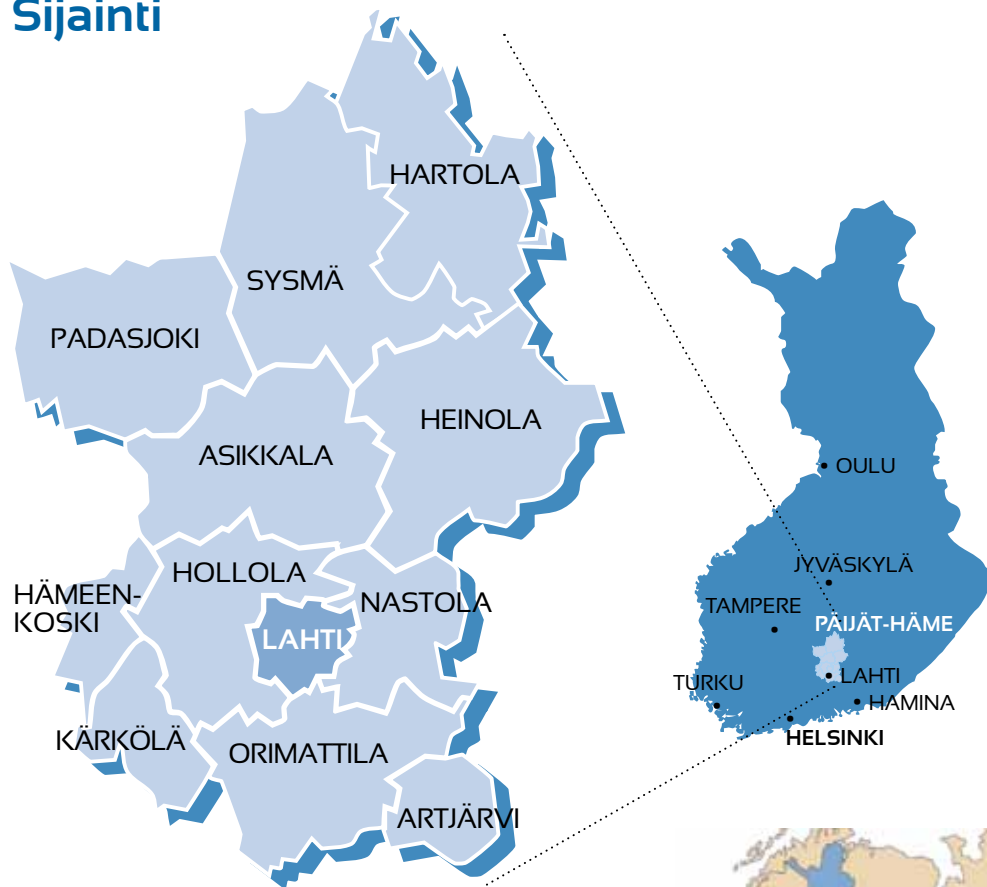 Sijainti
HARTOLA
SYSMÄ
PADASJOKI
HEINOLA
ASIKKALA
HOLLOLA
HÄMEEN-
KOSKI
NASTOLA
LAHTI
KÄRKÖLÄ
ORIMATTILA
ARTJÄRVI
OULU
JYVÄSKYLÄ
TAMPERE
PÄIJÄT-HÄME
LAHTI
TURKU
HAMINA
HELSINKI